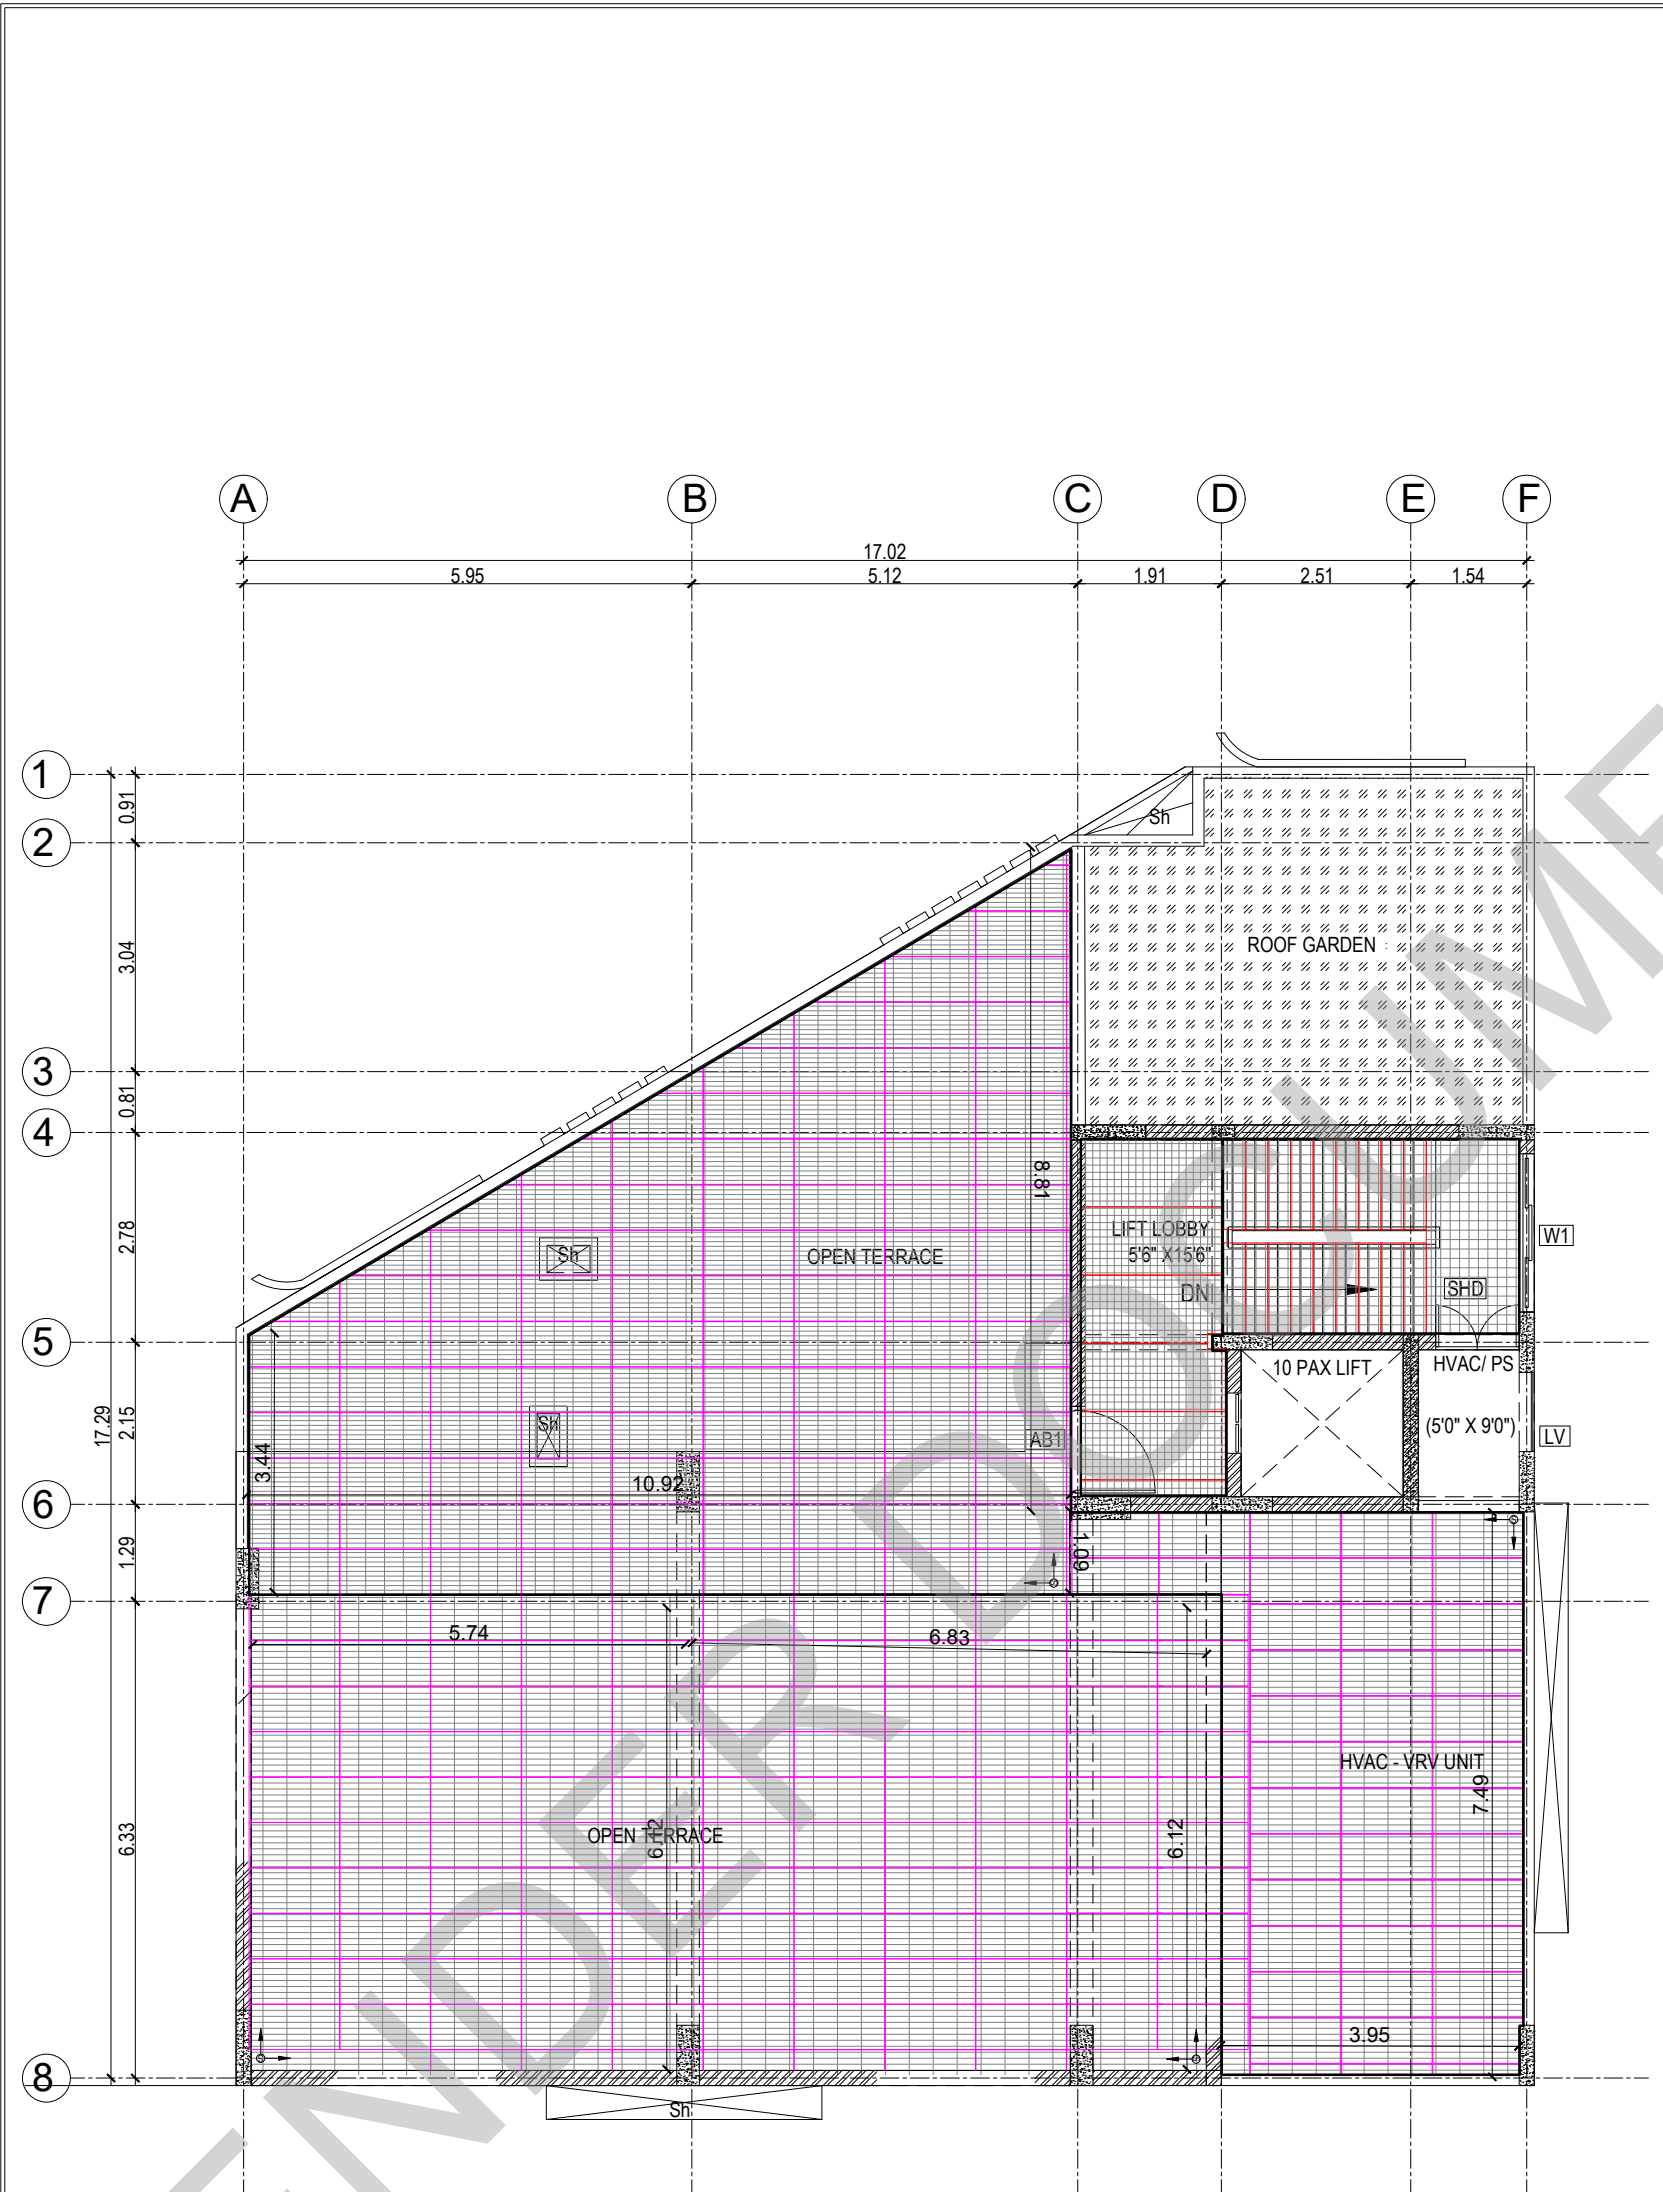 A
B
C
D
E
F
17.02
5.95
5.12
1.91
2.51
1.54
1
0.91
2
Sh
3.04
ROOF GARDEN
3
0.81
4
8.81
2.78
LIFT LOBBY
5'6" X15'6"
W1
Sh
OPEN TERRACE
DN
SHD
5
10 PAX LIFT
HVAC/ PS
17.29
2.15
Sh
AB1
(5'0" X 9'0")
LV
3.44
10.92
6
1.29
1.09
7
5.74
6.83
HVAC - VRV UNIT
7.49
6.33
OPEN TERRACE
6.12
6.12
3.95
8
Sh
ENDER DOCUME